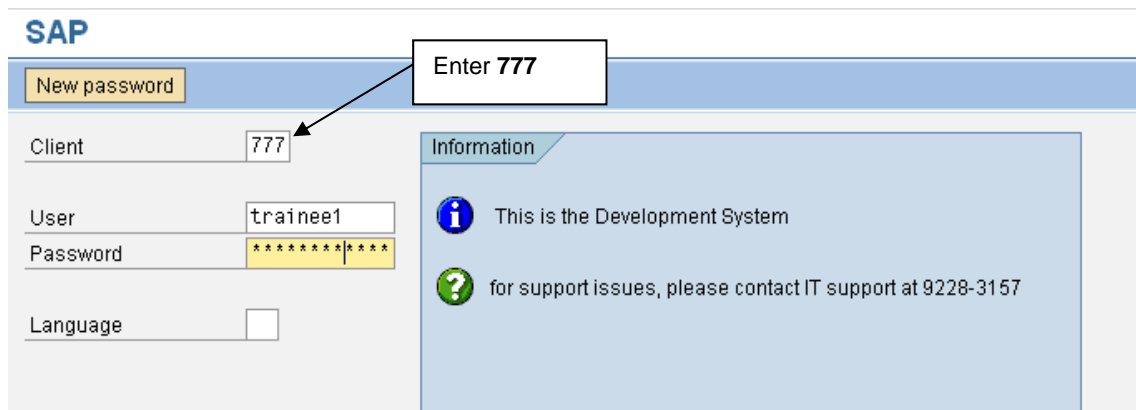 SAP
Enter 777
New password
Client 777
Information
User trainee1
This is the Development System
Password ************
for support issues, please contact IT support at 9228-3157
Language